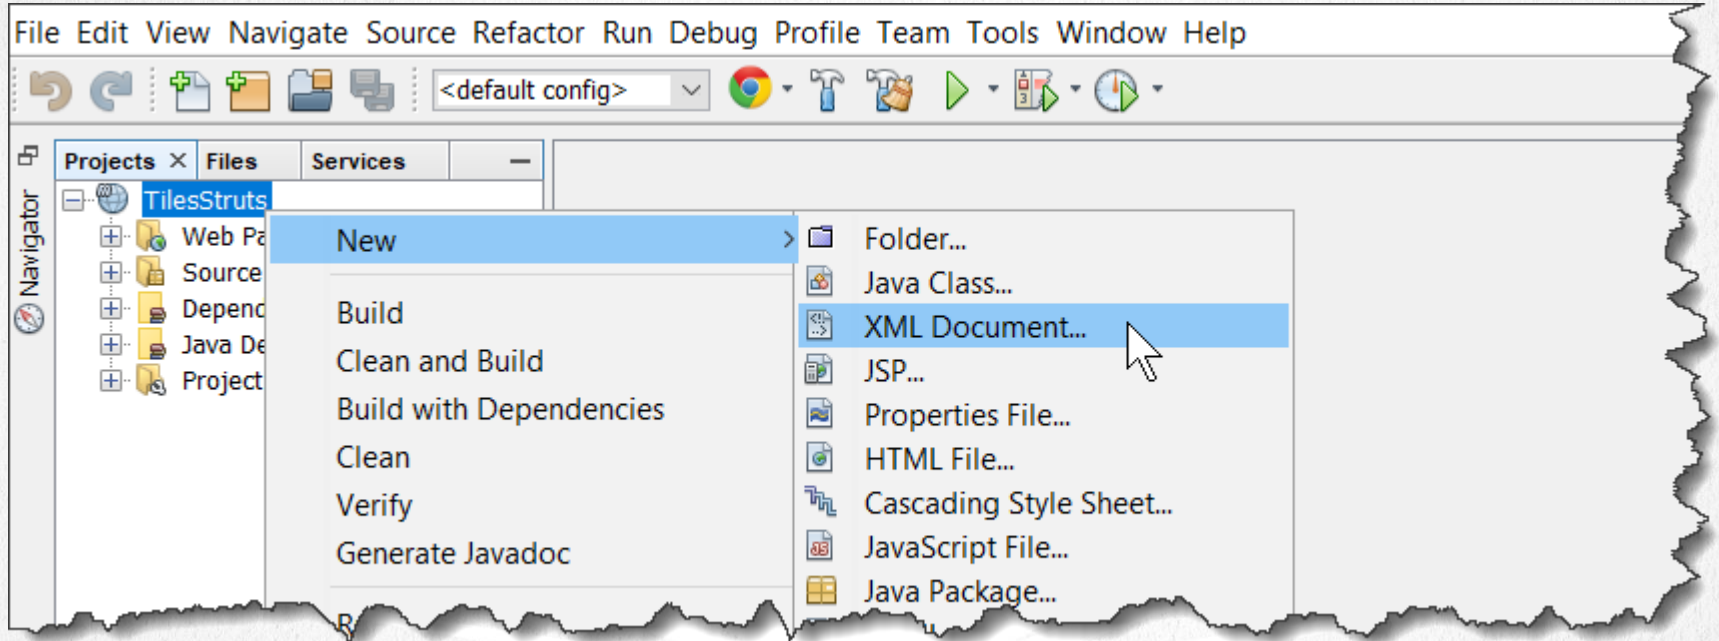 File Edit View Navigate Source Refactor Run Debug Profile Team Tools Window Help
<default config>
Projects Files Services
Navigator
TilesStruts
Web Pa
Source
Depend
Java De
Project
New
Build
Clean and Build
Build with Dependencies
Clean
Verify
Generate Javadoc
Folder...
Java Class...
XML Document...
JSP...
Properties File...
HTML File...
Cascading Style Sheet...
JavaScript File...
Java Package...